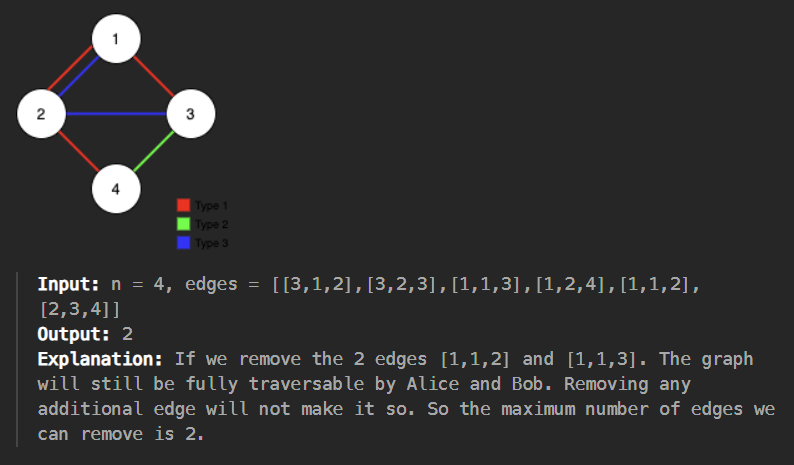 1
2
3
4
Type 1
Type 2
Type 3
Input: n = 4, edges = [[3,1,2],[3,2,3],[1,1,3],[1,2,4],[1,1,2],
[2,3,4]]
Output: 2
Explanation: If we remove the 2 edges [1,1,2] and [1,1,3]. The graph
will still be fully traversable by Alice and Bob. Removing any
additional edge will not make it so. So the maximum number of edges we
can remove is 2.